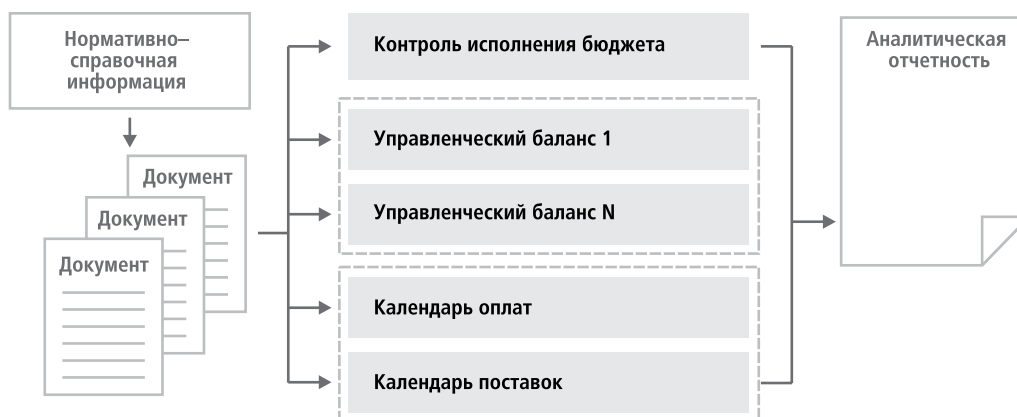 Нормативно–
справочная
информация
Документ
Документ
Документ
Контроль исполнения бюджета
Управленческий баланс 1
Управленческий баланс N
Календарь оплат
Календарь поставок
Аналитическая
отчетность